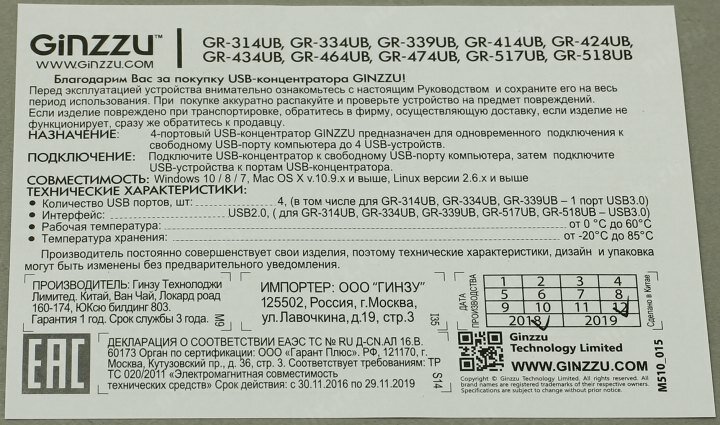 GiNZZU™
WWW.GiNZZU.COM
GR-314UB, GR-334UB, GR-339UB, GR-414UB, GR-424UB,
GR-434UB, GR-464UB, GR-474UB, GR-517UB, GR-518UB
Благодарим Вас за покупку USB-концентратора GINZZU!
Перед эксплуатацией устройства внимательно ознакомьтесь с настоящим Руководством и сохраните его на весь
период использования. При покупке аккуратно распакуйте и проверьте устройство на предмет повреждений.
Если изделие повреждено при транспортировке, обратитесь в фирму, осуществляющую доставку, если изделие не
функционирует, сразу же обратитесь к продавцу.
НАЗНАЧЕНИЕ: 4-портовый USB-концентратор GINZZU предназначен для одновременного подключения к
свободному USB-порту компьютера до 4 USB-устройств.
ПОДКЛЮЧЕНИЕ: Подключите USB-концентратор к свободному USB-порту компьютера, затем подключите
USB-устройства к портам USB-концентратора.
СОВМЕСТИМОСТЬ: Windows 10 / 8 / 7, Mac OS X v.10.9.x и выше, Linux версии 2.6.x и выше
ТЕХНИЧЕСКИЕ ХАРАКТЕРИСТИКИ:
• Количество USB портов, шт: 4, (в том числе для GR-314UB, GR-334UB, GR-339UB – 1 порт USB3.0)
• Интерфейс: USB2.0, ( для GR-314UB, GR-334UB, GR-339UB, GR-517UB, GR-518UB – USB3.0)
• Рабочая температура: от 0 °C до 60°C
• Температура хранения: от -20°C до 85°C
Производитель постоянно совершенствует свои изделия, поэтому технические характеристики, дизайн и упаковка
могут быть изменены без предварительного уведомления.
ПРОИЗВОДИТЕЛЬ: Гинзу Технолоджи
Лимитед. Китай, Ван Чай, Локард роад
160-174, ЮКсю билдинг 803.
Гарантия 1 год. Срок службы 3 года.
M9
ИМПОРТЕР: ООО "ГИНЗУ"
125502, Россия, г.Москва,
ул.Лавочкина, д.19, стр.3
135
ДАТА
ПРОИЗВОДСТВА
1 2 3 4
5 6 7 8
9 10 11 12
2018 2019
Сделано в Китае
ДЕКЛАРАЦИЯ О СООТВЕТСТВИИ ЕАЭС ТС № RU Д-CN.АЛ 16.В.
60173 Орган по сертификации: ООО «Гарант Плюс». РФ, 121170, г.
Москва, Кутузовский пр., д. 36, стр. 3. Соответствует требованиям: ТР
ТС 020/2011 «Электромагнитная совместимость
технических средств» Срок действия: с 30.11.2016 по 29.11.2019
EAC
S14
Ginzzu
Technology Limited
WWW.GINZZU.COM
Copyright © Ginzzu Technology Limited. All rights reserved. All
brand names are registered trademarks of their respective owners.
Specifications are subject to change without prior notice.
M510_015